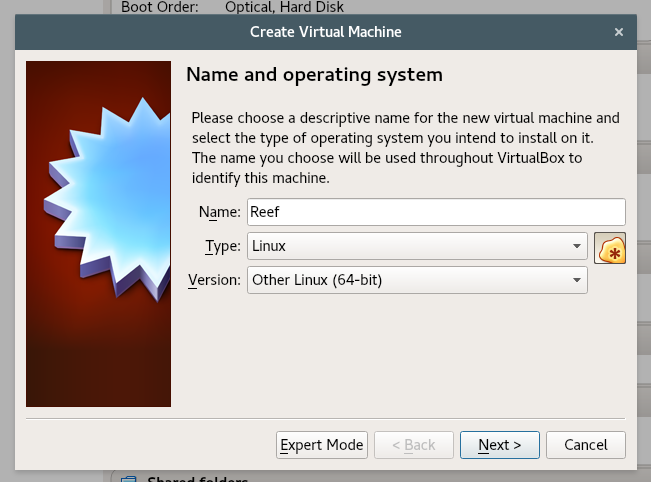 Boot Order: Optical, Hard Disk
Create Virtual Machine
Name and operating system
Please choose a descriptive name for the new virtual machine and
select the type of operating system you intend to install on it.
The name you choose will be used throughout VirtualBox to
identify this machine.
Name: Reef
Type: Linux
Version: Other Linux (64-bit)
Expert Mode < Back Next > Cancel
Shared folders